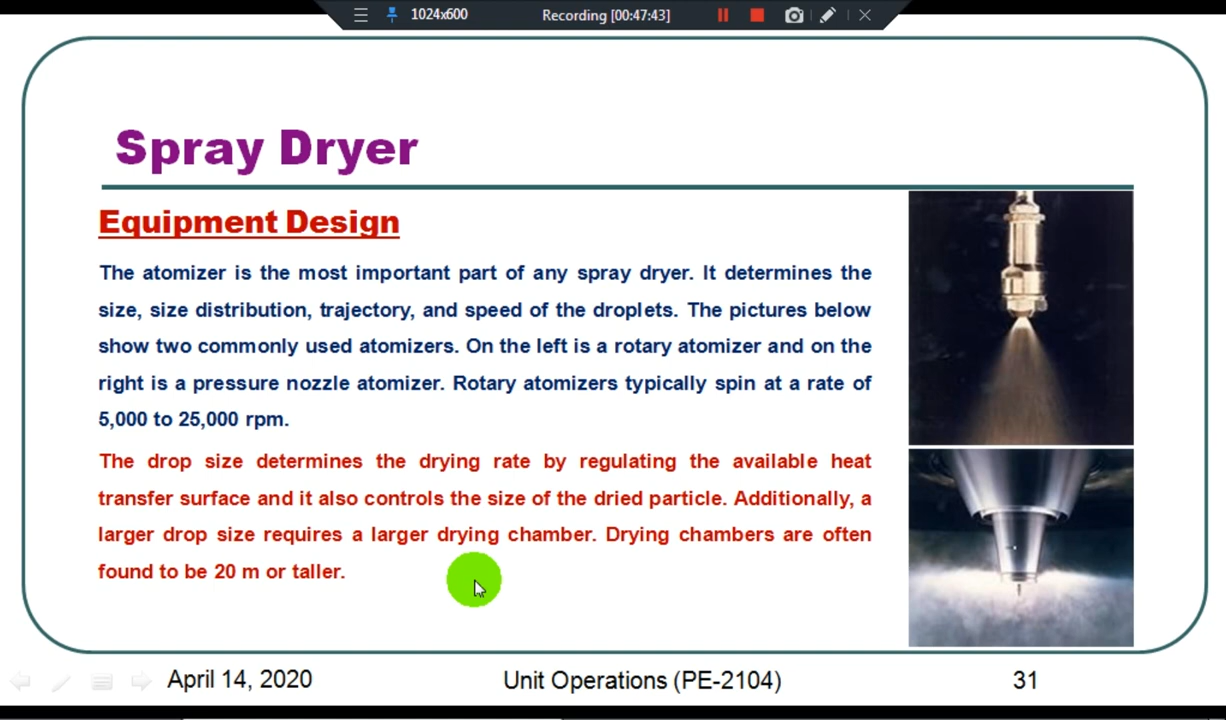 1024x600
Recording [00:47:43]
Spray Dryer
Equipment Design
The atomizer is the most important part of any spray dryer. It determines the
size, size distribution, trajectory, and speed of the droplets. The pictures below
show two commonly used atomizers. On the left is a rotary atomizer and on the
right is a pressure nozzle atomizer. Rotary atomizers typically spin at a rate of
5,000 to 25,000 rpm.
The drop size determines the drying rate by regulating the available heat
transfer surface and it also controls the size of the dried particle. Additionally, a
larger drop size requires a larger drying chamber. Drying chambers are often
found to be 20 m or taller.
April 14, 2020
Unit Operations (PE-2104)
31